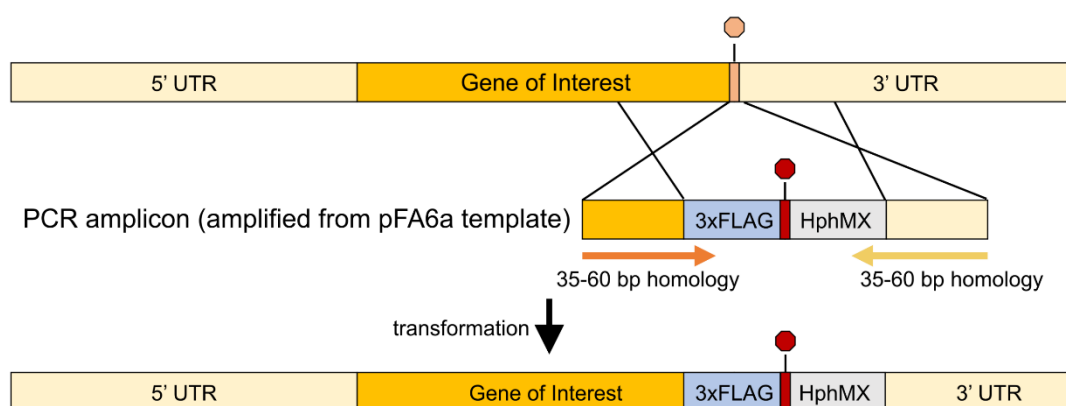 5’ UTR Gene of Interest 3’ UTR
PCR amplicon (amplified from pFA6a template) 3xFLAG HphMX
35-60 bp homology 35-60 bp homology
transformation
5’ UTR Gene of Interest 3xFLAG HphMX 3’ UTR